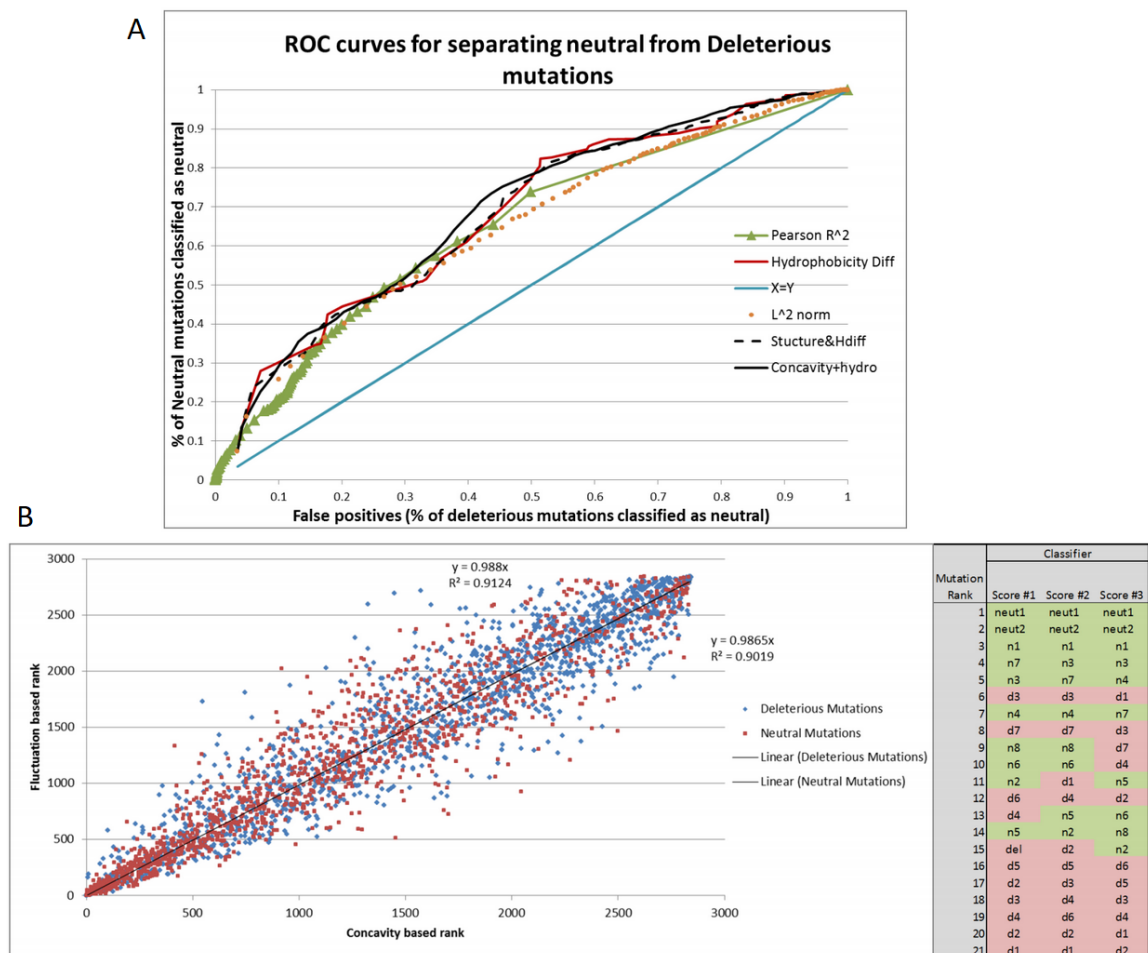 A
ROC curves for separating neutral from Deleterious
mutations
% of Neutral mutations classified as neutral
1
0.9
0.8
0.7
0.6
0.5
0.4
0.3
0.2
0.1
0
0 0.1 0.2 0.3 0.4 0.5 0.6 0.7 0.8 0.9 1
False positives (% of deleterious mutations classified as neutral)
Pearson R^2
Hydrophobicity Diff
X=Y
L^2 norm
Stucture&Hdiff
Concavity+hydro
B
Fluctuation based rank
3000
2500
2000
1500
1000
500
0
0 500 1000 1500 2000 2500 3000
Concavity based rank
y = 0.988x
R² = 0.9124
y = 0.9865x
R² = 0.9019
Deleterious Mutations
Neutral Mutations
Linear (Deleterious Mutations)
Linear (Neutral Mutations)
Classifier
Mutation
Rank Score #1 Score #2 Score #3
1 neut1 neut1 neut1
2 neut2 neut2 neut2
3 n1 n1 n1
4 n7 n3 n3
5 n3 n7 n4
6 d3 d3 d1
7 n4 n4 n7
8 d7 d7 d3
9 n8 n8 d7
10 n6 n6 d4
11 n2 d1 n5
12 d6 d4 d2
13 d4 n5 n6
14 n5 n2 n8
15 del d2 n2
16 d5 d5 d6
17 d2 d3 d5
18 d3 d4 d3
19 d4 d6 d4
20 d2 d2 d1
21 d1 d1 d2